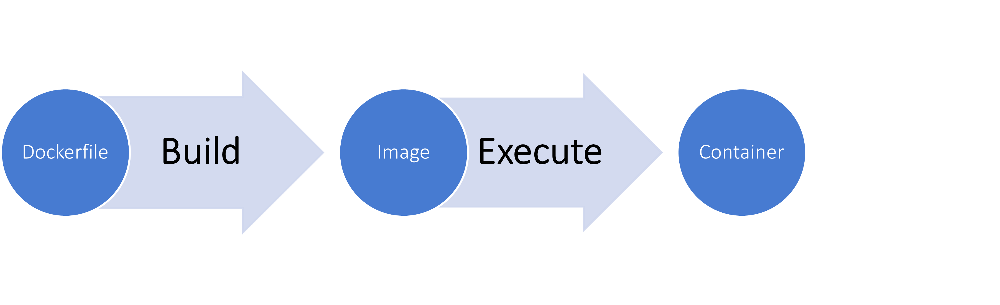 Dockerfile
Build
Image
Execute
Container